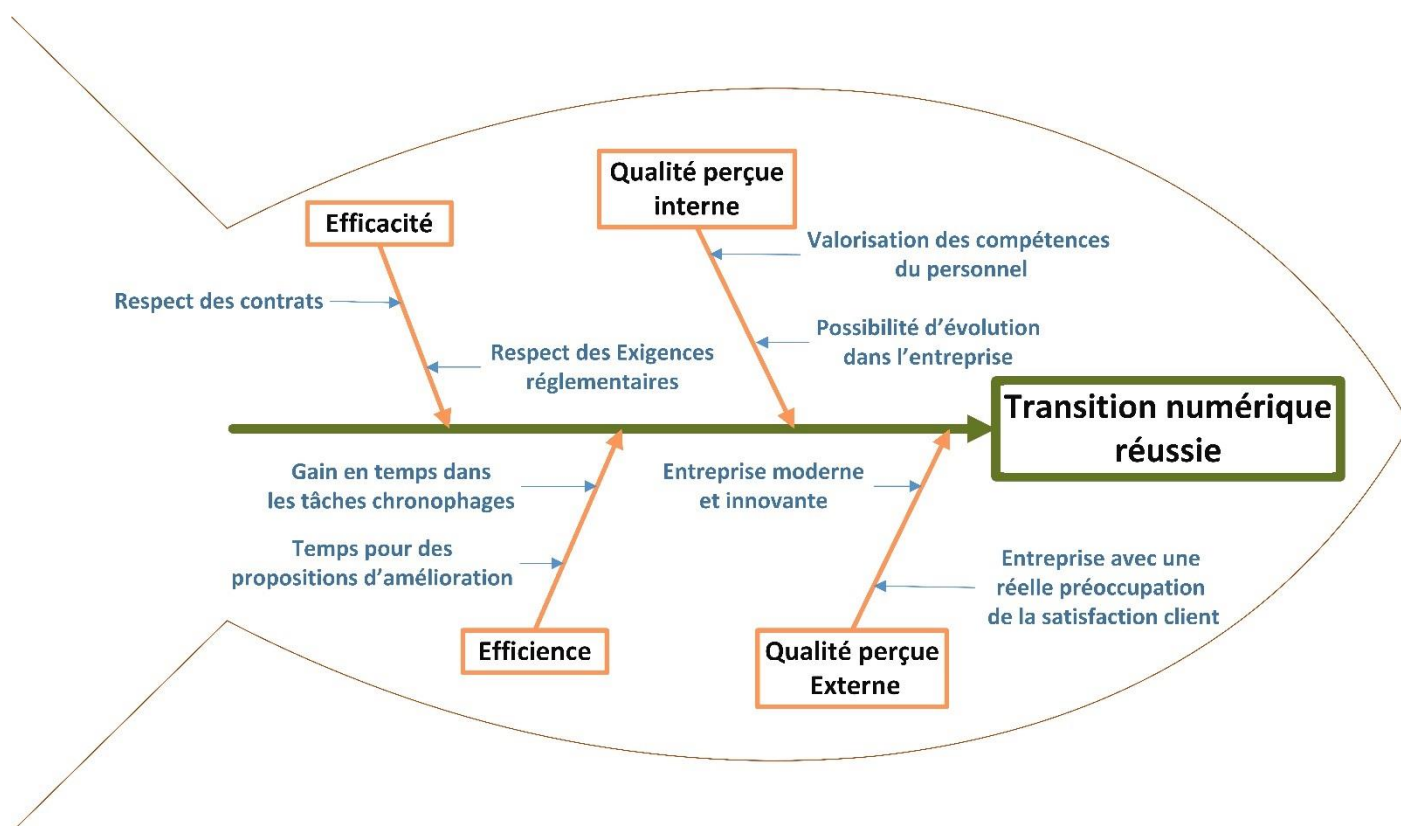 Qualité perçue
interne
Efficacité
Valorisation des compétences
du personnel
Respect des contrats
Possibilité d’évolution
dans l’entreprise
Respect des Exigences
réglementaires
Transition numérique
réussie
Gain en temps dans
les tâches chronophages
Entreprise moderne
et innovante
Temps pour des
propositions d’amélioration
Entreprise avec une
réelle préoccupation
de la satisfaction client
Efficience
Qualité perçue
Externe